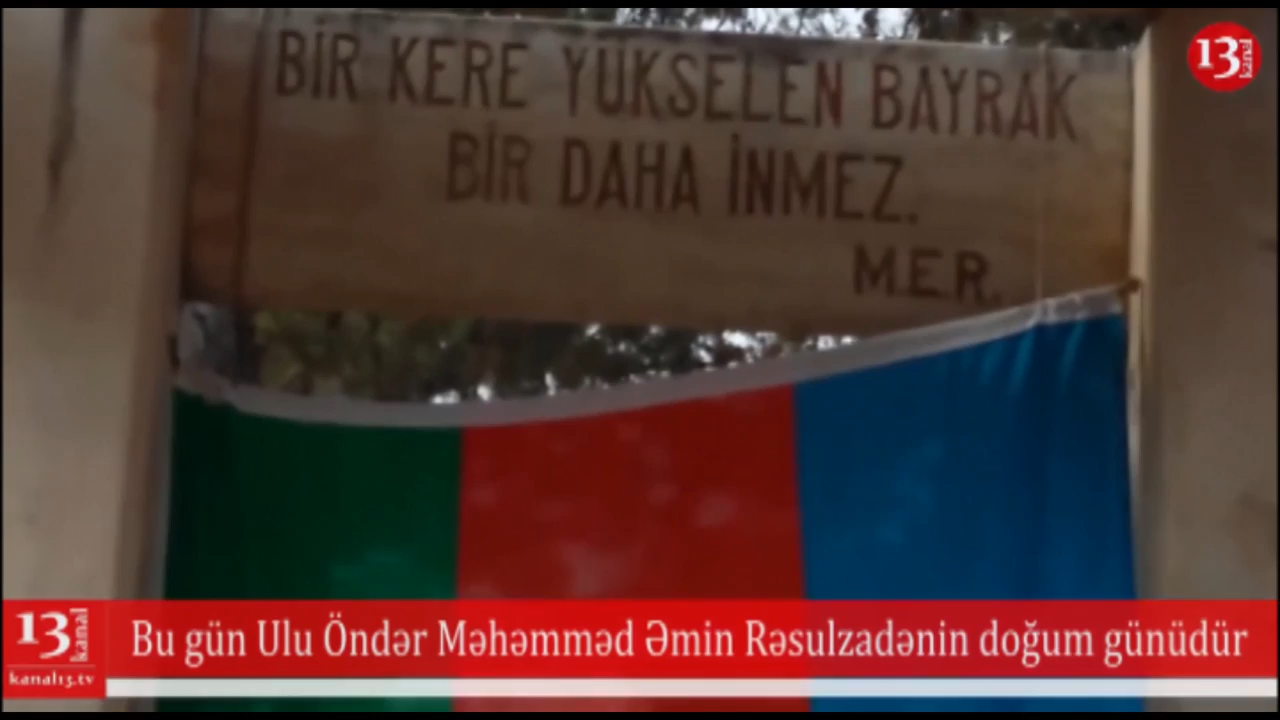 BİR KERE YÜKSELEN BAYRAK
BİR DAHA İNMEZ.
M.E.R.
13 kanal
13 kanal
kanal13.tv
Bu gün Ulu Öndər Məhəmməd Əmin Rəsulzadənin doğum günüdür